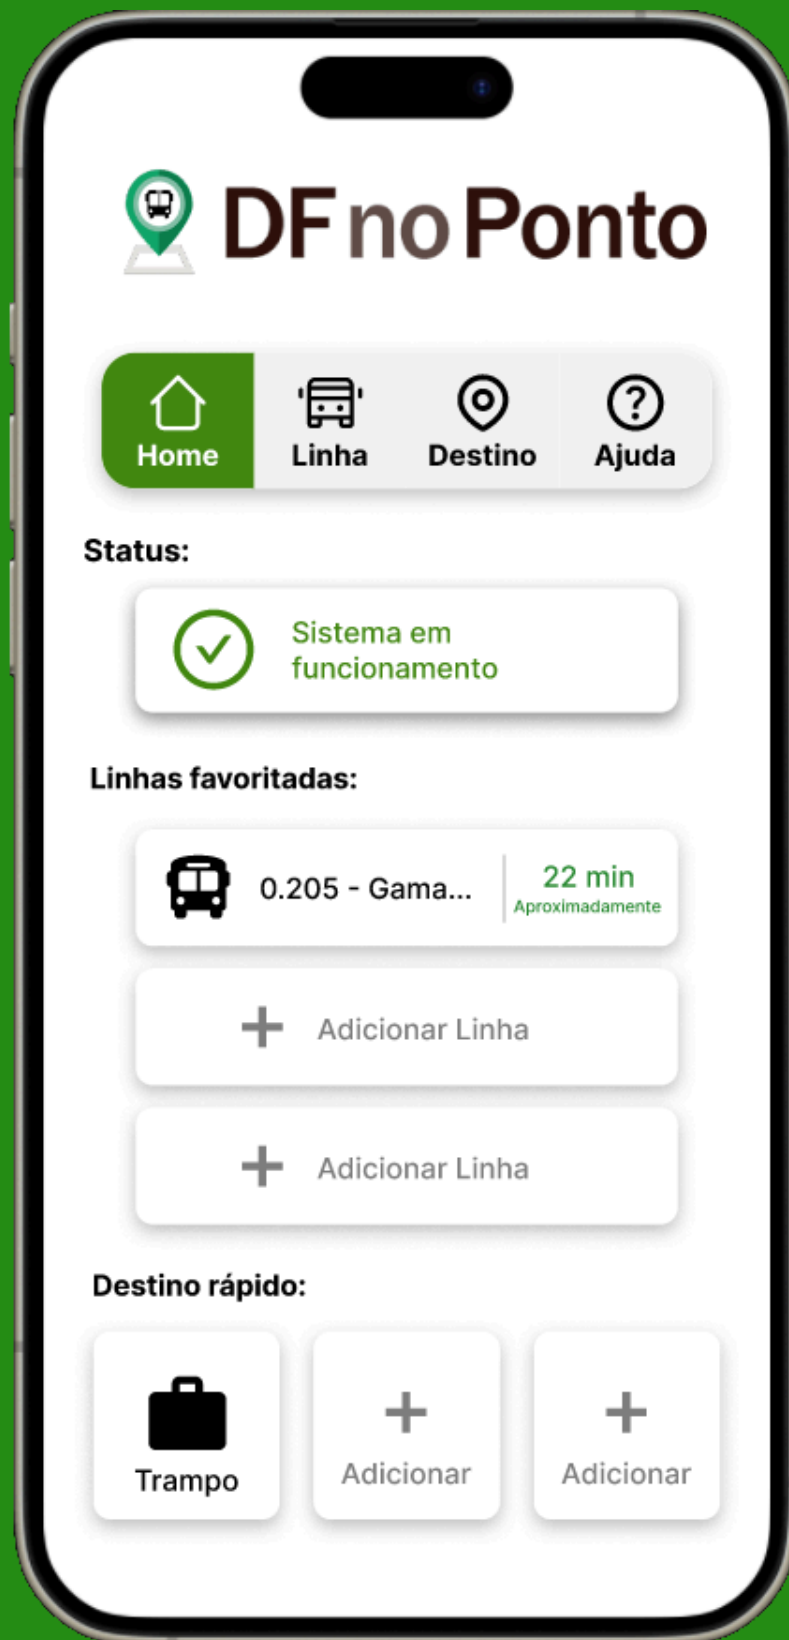 DF no Ponto
Home Linha Destino Ajuda
Status:
Sistema em
funcionamento
Linhas favoritadas:
0.205 - Gama...
22 min
Aproximadamente
Adicionar Linha
Adicionar Linha
Destino rápido:
Trampo Adicionar Adicionar